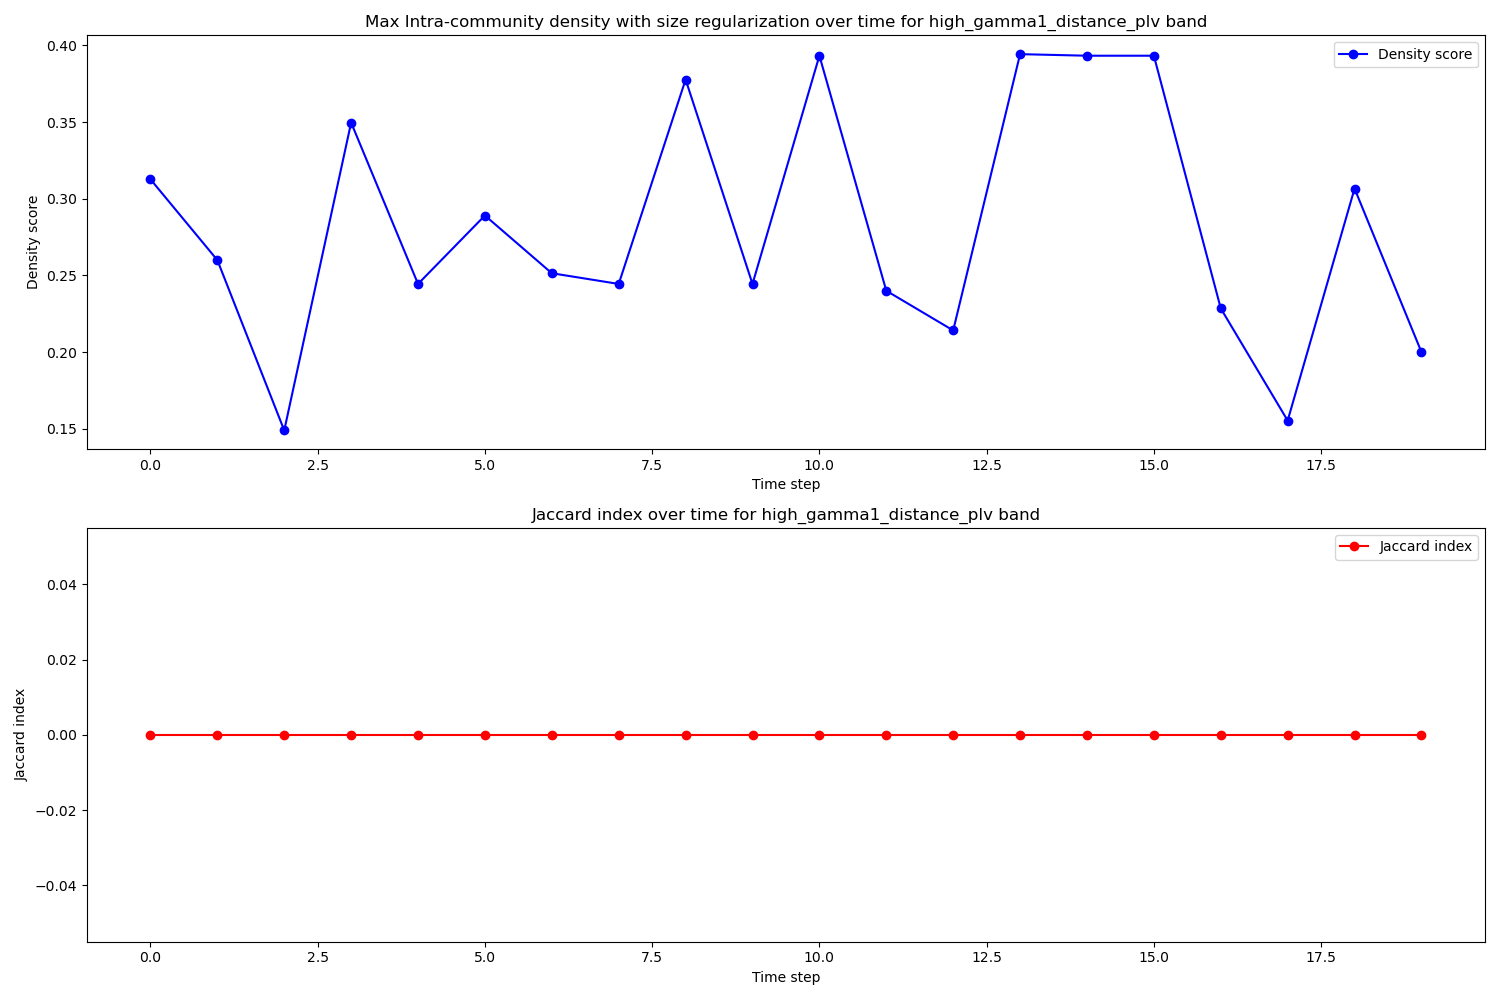 Max Intra-community density with size regularization over time for high_gamma1_distance_plv band
Density score
Density score
0.40
0.35
0.30
0.25
0.20
0.15
0.0 2.5 5.0 7.5 10.0 12.5 15.0 17.5
Time step
Jaccard index over time for high_gamma1_distance_plv band
Jaccard index
Jaccard index
0.04
0.02
0.00
−0.02
−0.04
0.0 2.5 5.0 7.5 10.0 12.5 15.0 17.5
Time step